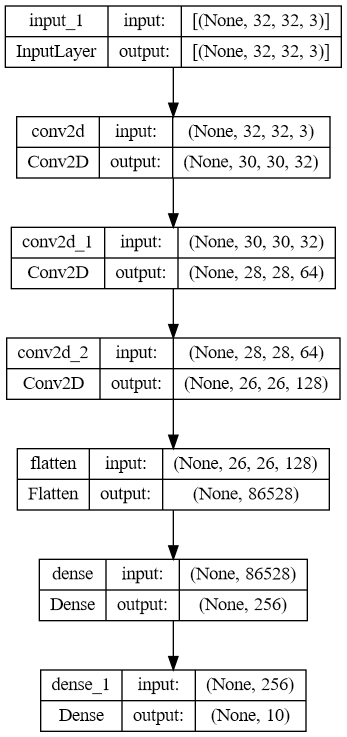 input_1 input: [(None, 32, 32, 3)]
InputLayer output: [(None, 32, 32, 3)]
conv2d input: (None, 32, 32, 3)
Conv2D output: (None, 30, 30, 32)
conv2d_1 input: (None, 30, 30, 32)
Conv2D output: (None, 28, 28, 64)
conv2d_2 input: (None, 28, 28, 64)
Conv2D output: (None, 26, 26, 128)
flatten input: (None, 26, 26, 128)
Flatten output: (None, 86528)
dense input: (None, 86528)
Dense output: (None, 256)
dense_1 input: (None, 256)
Dense output: (None, 10)